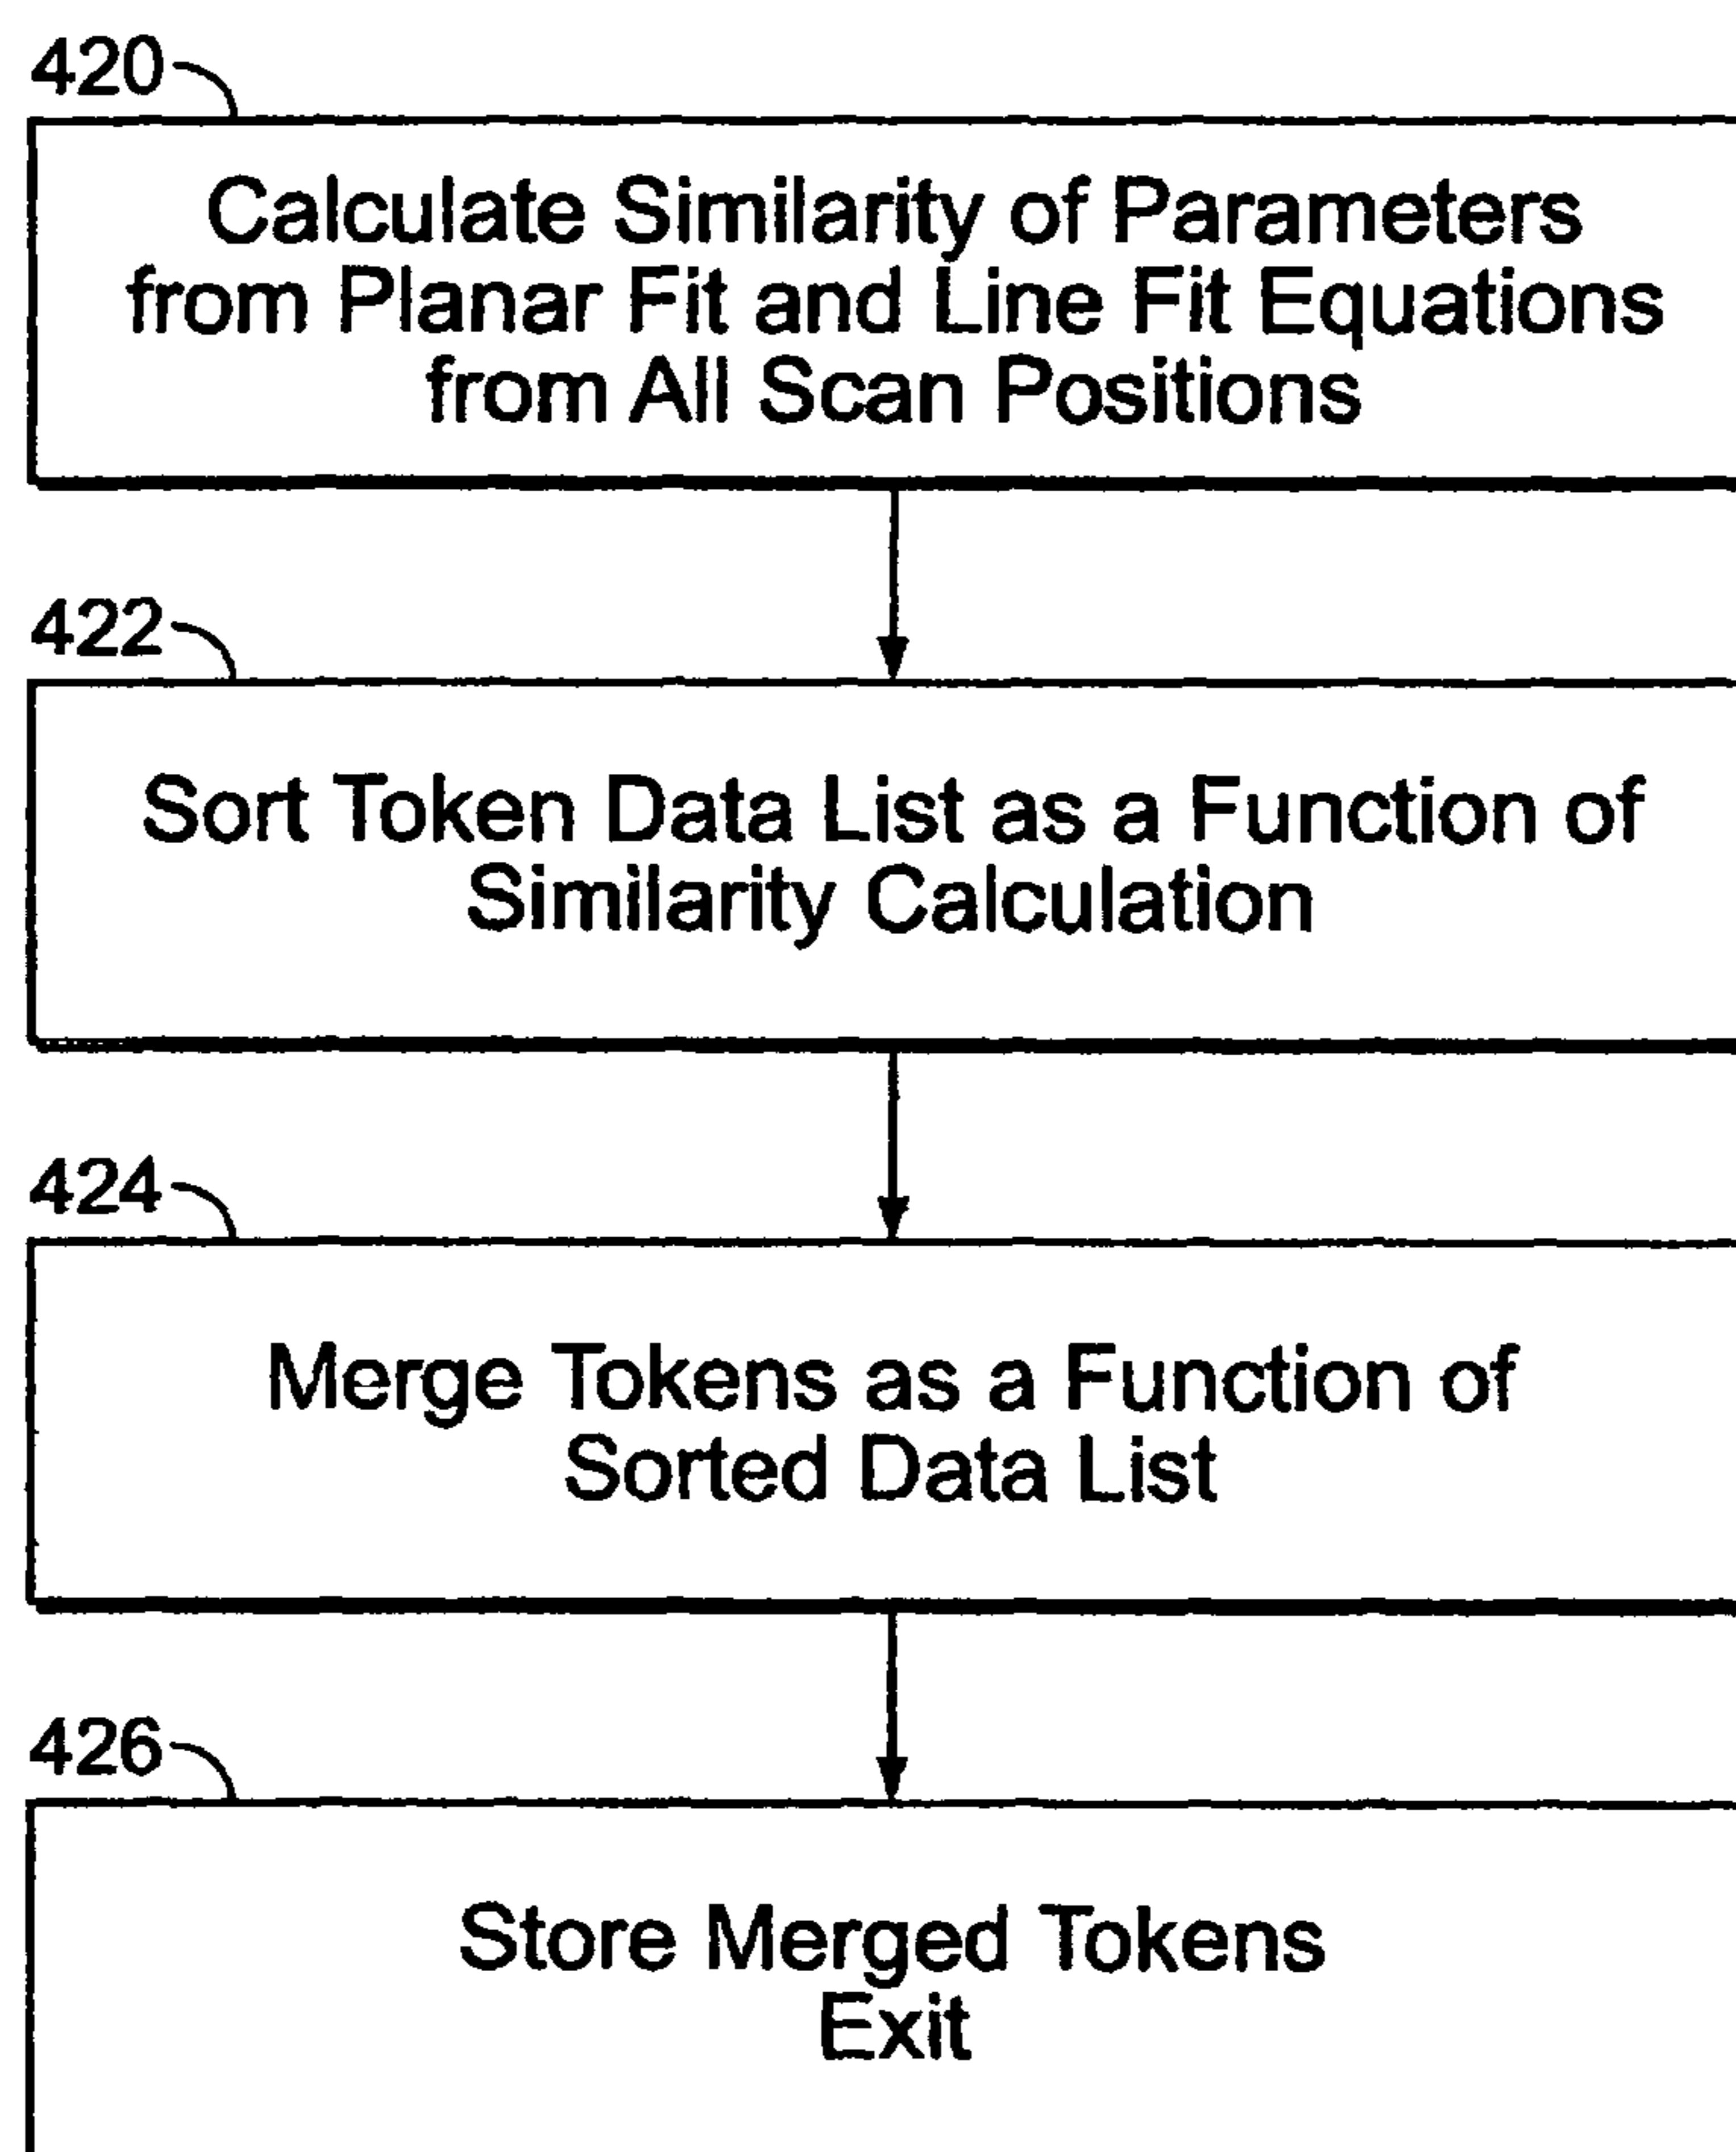 420
Calculate Similarity of Parameters
from Planar Fit and Line Fit Equations
from All Scan Positions
422
Sort Token Data List as a Function of
Similarity Calculation
424
Merge Tokens as a Function of
Sorted Data List
426
Store Merged Tokens
Exit